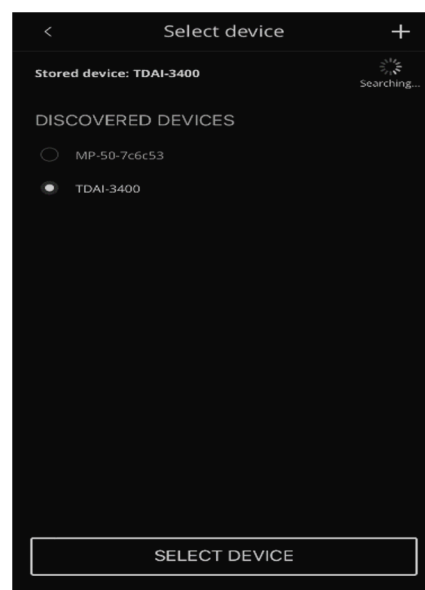 Select device
Stored device: TDAI-3400
Searching...
DISCOVERED DEVICES
MP-50-7c6c53
TDAI-3400
SELECT DEVICE